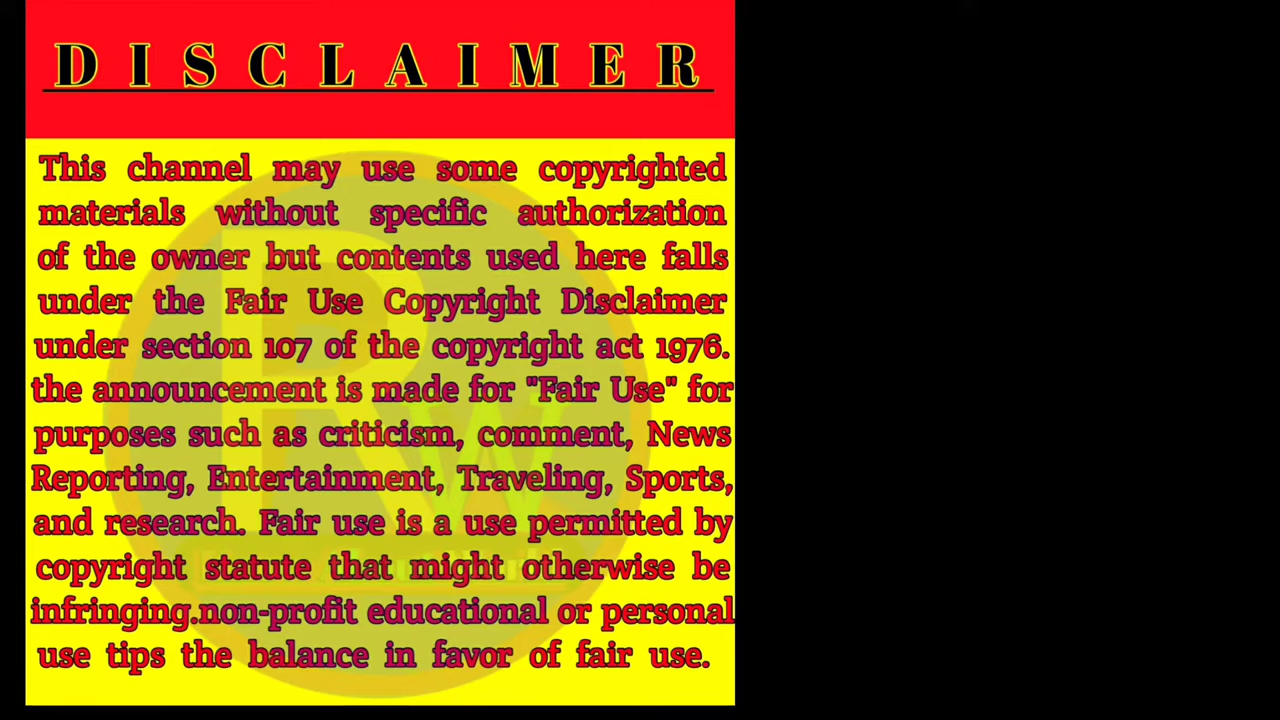 DISCLAIMER
This channel may use some copyrighted
materials without specific authorization
of the owner but contents used here falls
under the Fair Use Copyright Disclaimer
under section 107 of the copyright act 1976.
the announcement is made for "Fair Use" for
purposes such as criticism, comment, News
Reporting, Entertainment, Traveling, Sports,
and research. Fair use is a use permitted by
copyright statute that might otherwise be
infringing.non-profit educational or personal
use tips the balance in favor of fair use.
RW